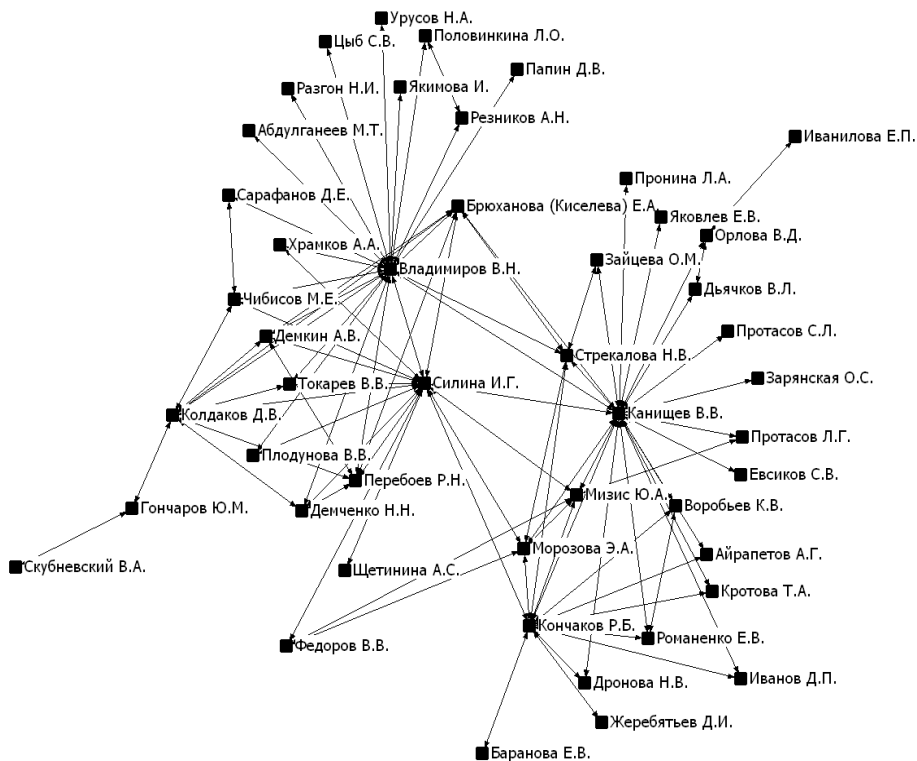 Урусов Н.А.
Половинкина Л.О.
Цыб С.В.
Папин Д.В.
Разгон Н.И.
Якимова И.
Резников А.Н.
Абдулганеев М.Т.
Иванилова Е.П.
Пронина Л.А.
Сарафанов Д.Е.
Брюханова (Киселева) Е.А.
Яковлев Е.В.
Орлова В.Д.
Храмков А.А.
Зайцева О.М.
Владимиров В.Н.
Дьячков В.Л.
Чибисов М.Е.
Протасов С.Л.
Демкин А.В.
Стрекалова Н.В.
Зарянская О.С.
Токарев В.В.
Силина И.Г.
Колдаков Д.В.
Канищев В.В.
Протасов Л.Г.
Плодунова В.В.
Евсиков С.В.
Перебоев Р.Н.
Мизис Ю.А.
Воробьев К.В.
Гончаров Ю.М.
Демченко Н.Н.
Морозова Э.А.
Айрапетов А.Г.
Скубневский В.А.
Щетинина А.С.
Кротова Т.А.
Кончаков Р.Б.
Романенко Е.В.
Федоров В.В.
Иванов Д.П.
Дронова Н.В.
Жеребятьев Д.И.
Баранова Е.В.